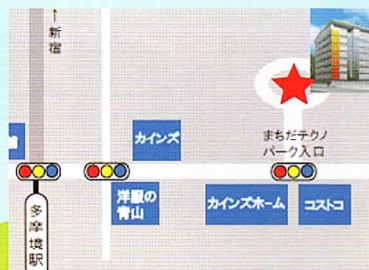 ↑新宿
カインズ
まちだテクノ
パーク入口
洋服の
青山
カインズホーム
コストコ
多摩境駅